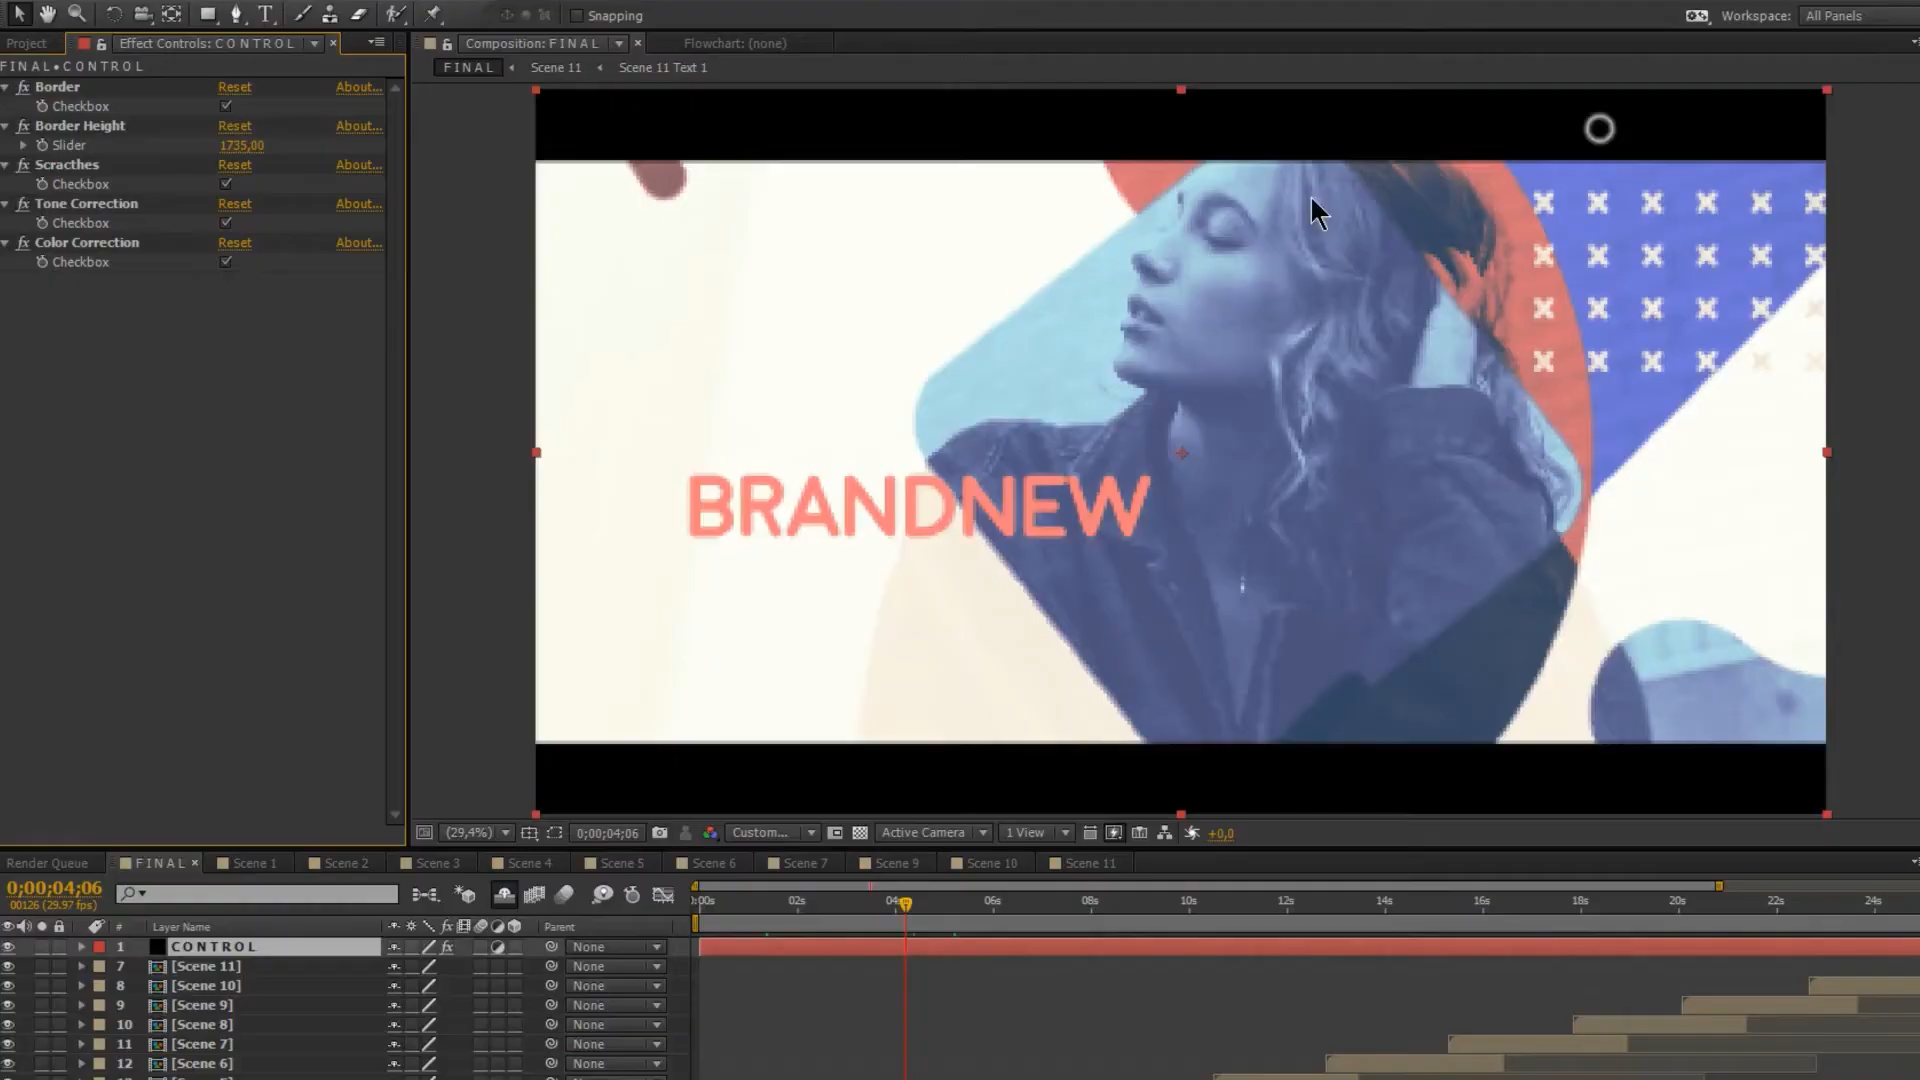 Snapping
Workspace: All Panels
Project
Effect Controls: C O N T R O L
Composition: F I N A L
Flowchart: (none)
F I N A L • C O N T R O L
F I N A L
Scene 11
Scene 11 Text 1
fx Border Reset About...
Checkbox
fx Border Height Reset About...
Slider 1735,00
fx Scracthes Reset About...
Checkbox
fx Tone Correction Reset About...
Checkbox
fx Color Correction Reset About...
Checkbox
BRANDNEW
(29,4%)
0;00;04;06
Custom...
Active Camera
1 View
+0,0
Render Queue
F I N A L
Scene 1
Scene 2
Scene 3
Scene 4
Scene 5
Scene 6
Scene 7
Scene 9
Scene 10
Scene 11
0;00;04;06
00126 (29.97 fps)
0:00s 02s 04s 06s 08s 10s 12s 14s 16s 18s 20s 22s 24s
# Layer Name fx Parent
1 C O N T R O L fx None
7 [Scene 11] None
8 [Scene 10] None
9 [Scene 9] None
10 [Scene 8] None
11 [Scene 7] None
12 [Scene 6] None